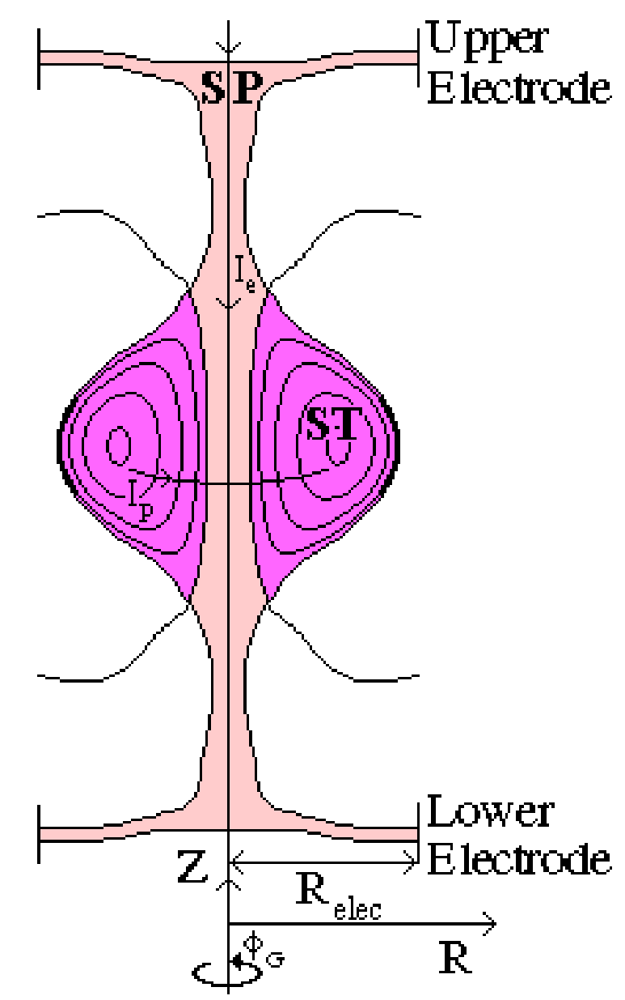 Upper
Electrode
SP
Ie
ST
IP
Lower
Electrode
Z
Relec
R
ΦG